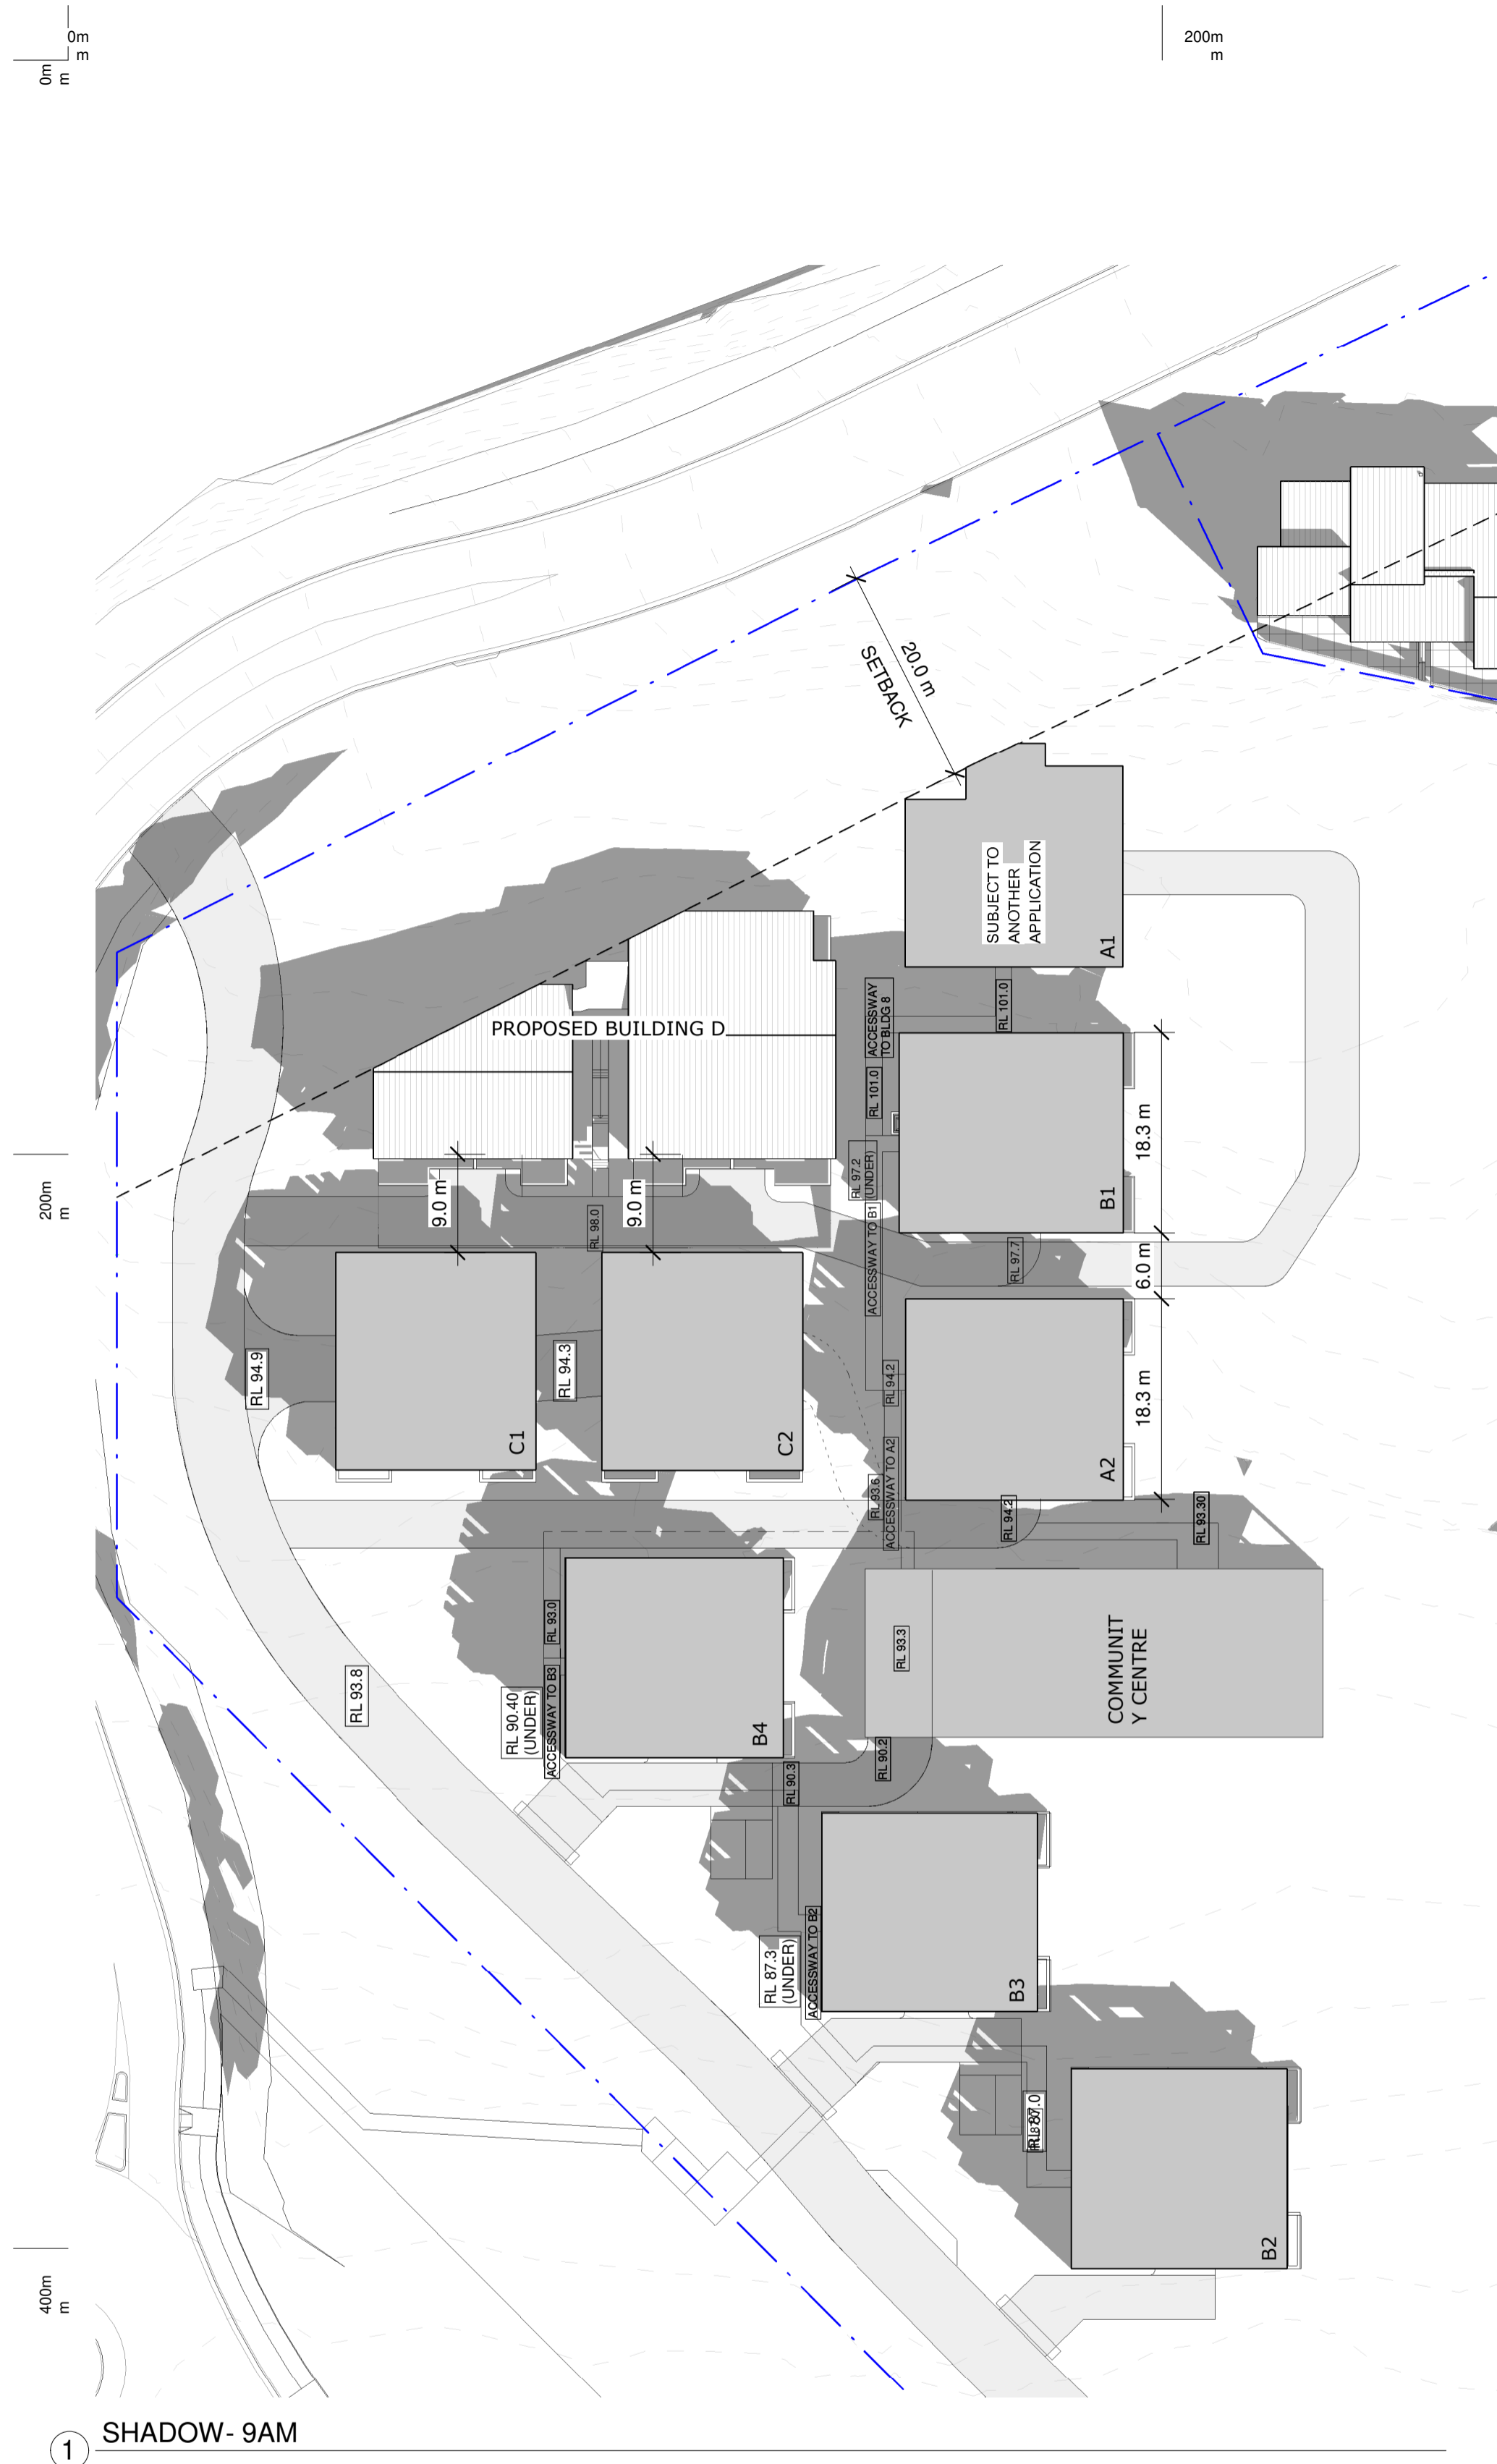 0m
m
200m
m
0m
m
20.0 m
SETBACK
SUBJECT TO
ANOTHER
APPLICATION
A1
PROPOSED BUILDING D
ACCESSWAY
TO BLDG 8
RL 101.0
RL 101.0
18.3 m
RL 97.2
(UNDER)
B1
200m
m
9.0 m
9.0 m
RL 98.0
ACCESSWAY TO B1
RL 97.7
6.0 m
RL 94.9
RL 94.3
RL 94.2
18.3 m
C1
C2
A2
RL 93.6
ACCESSWAY TO A2
RL 94.2
RL 93.30
RL 93.0
RL 93.3
COMMUNIT
Y CENTRE
RL 93.8
RL 90.40
(UNDER)
ACCESSWAY TO B3
B4
RL 90.3
RL 90.2
RL 87.3
(UNDER)
ACCESSWAY TO B2
B3
B2
400m
m
1
SHADOW- 9AM